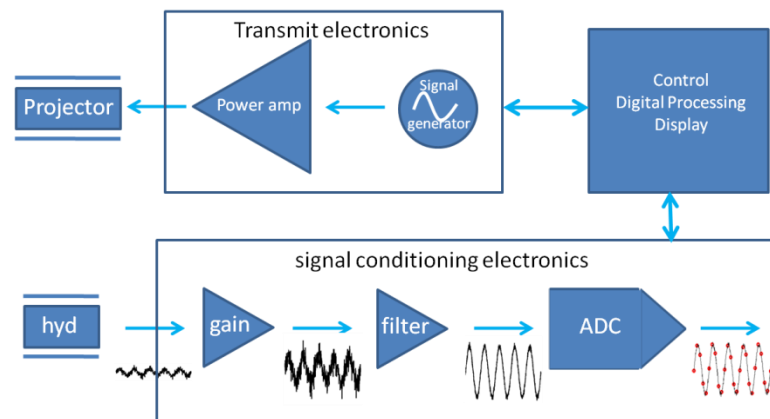 Transmit electronics
Projector
Power amp
Signal
generator
Control
Digital Processing
Display
signal conditioning electronics
hyd
gain
filter
ADC